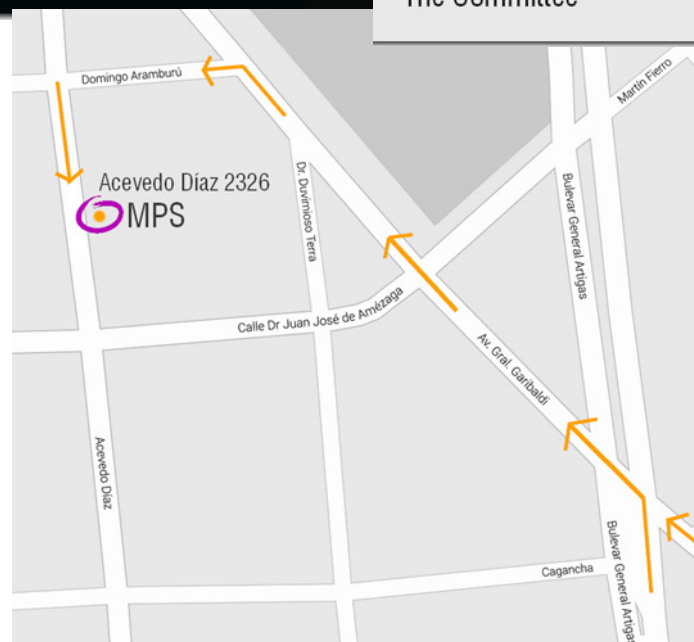 The Committee
Domingo Aramburú
Martín Fierro
Acevedo Díaz 2326
MPS
Dr. Duvimioso Terra
Bulevar General Artigas
Calle Dr Juan José de Amézaga
Av. Gral. Garibaldi
Acevedo Díaz
Cagancha
Bulevar General Artigas